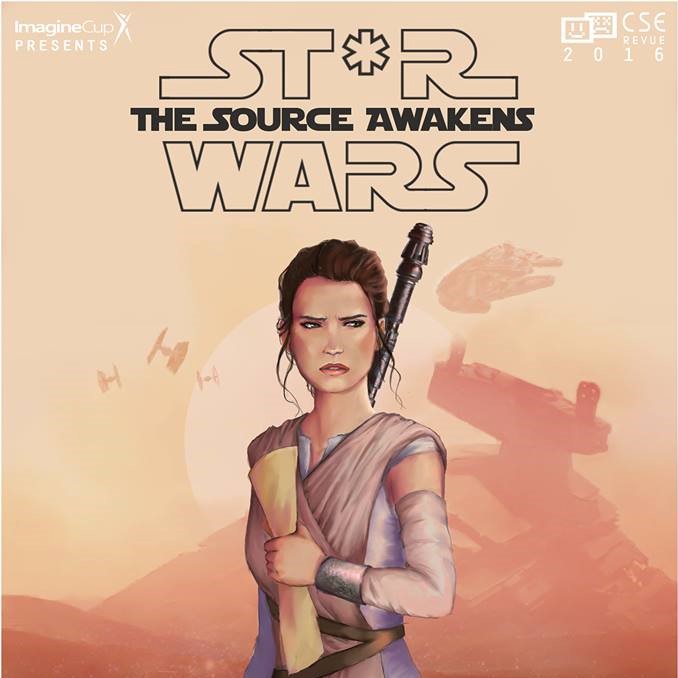 ImagineCup
PRESENTS
CSE
REVUE
2016
ST*R
THE SOURCE AWAKENS
WARS